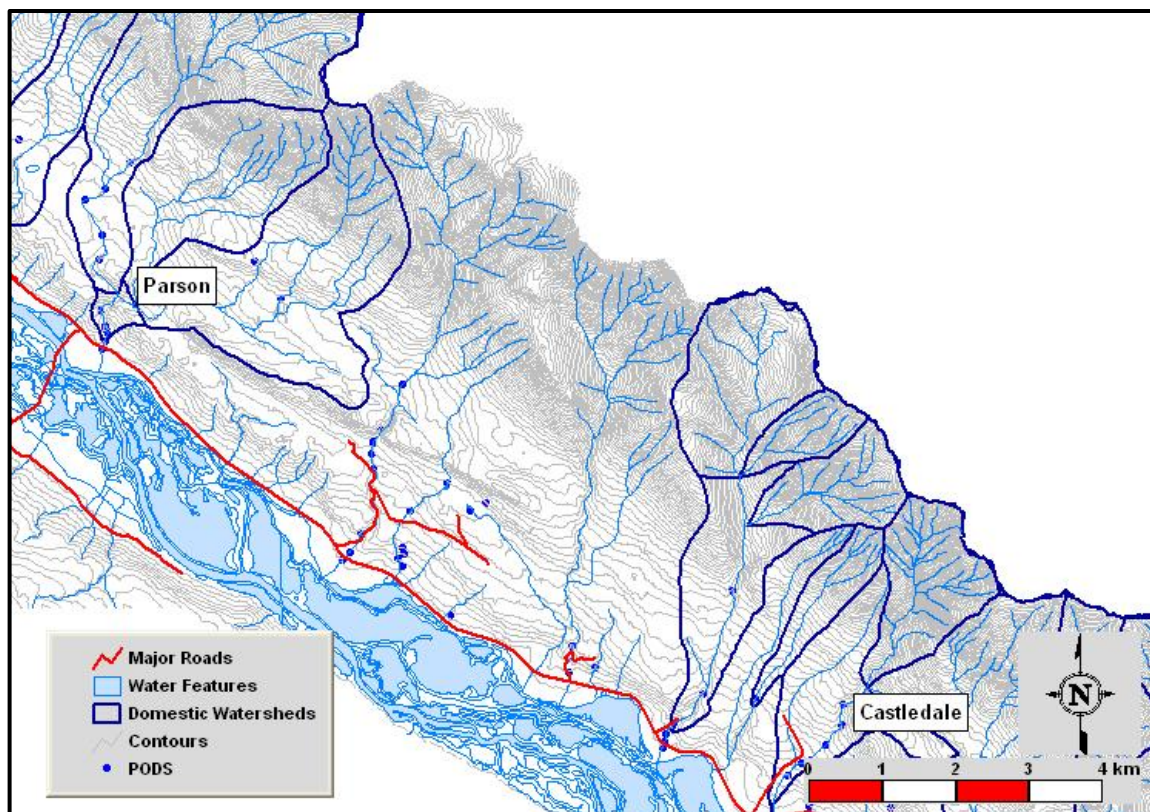 Parson
Major Roads
Water Features
Domestic Watersheds
Contours
PODS
Castledale
N
0 1 2 3 4 km